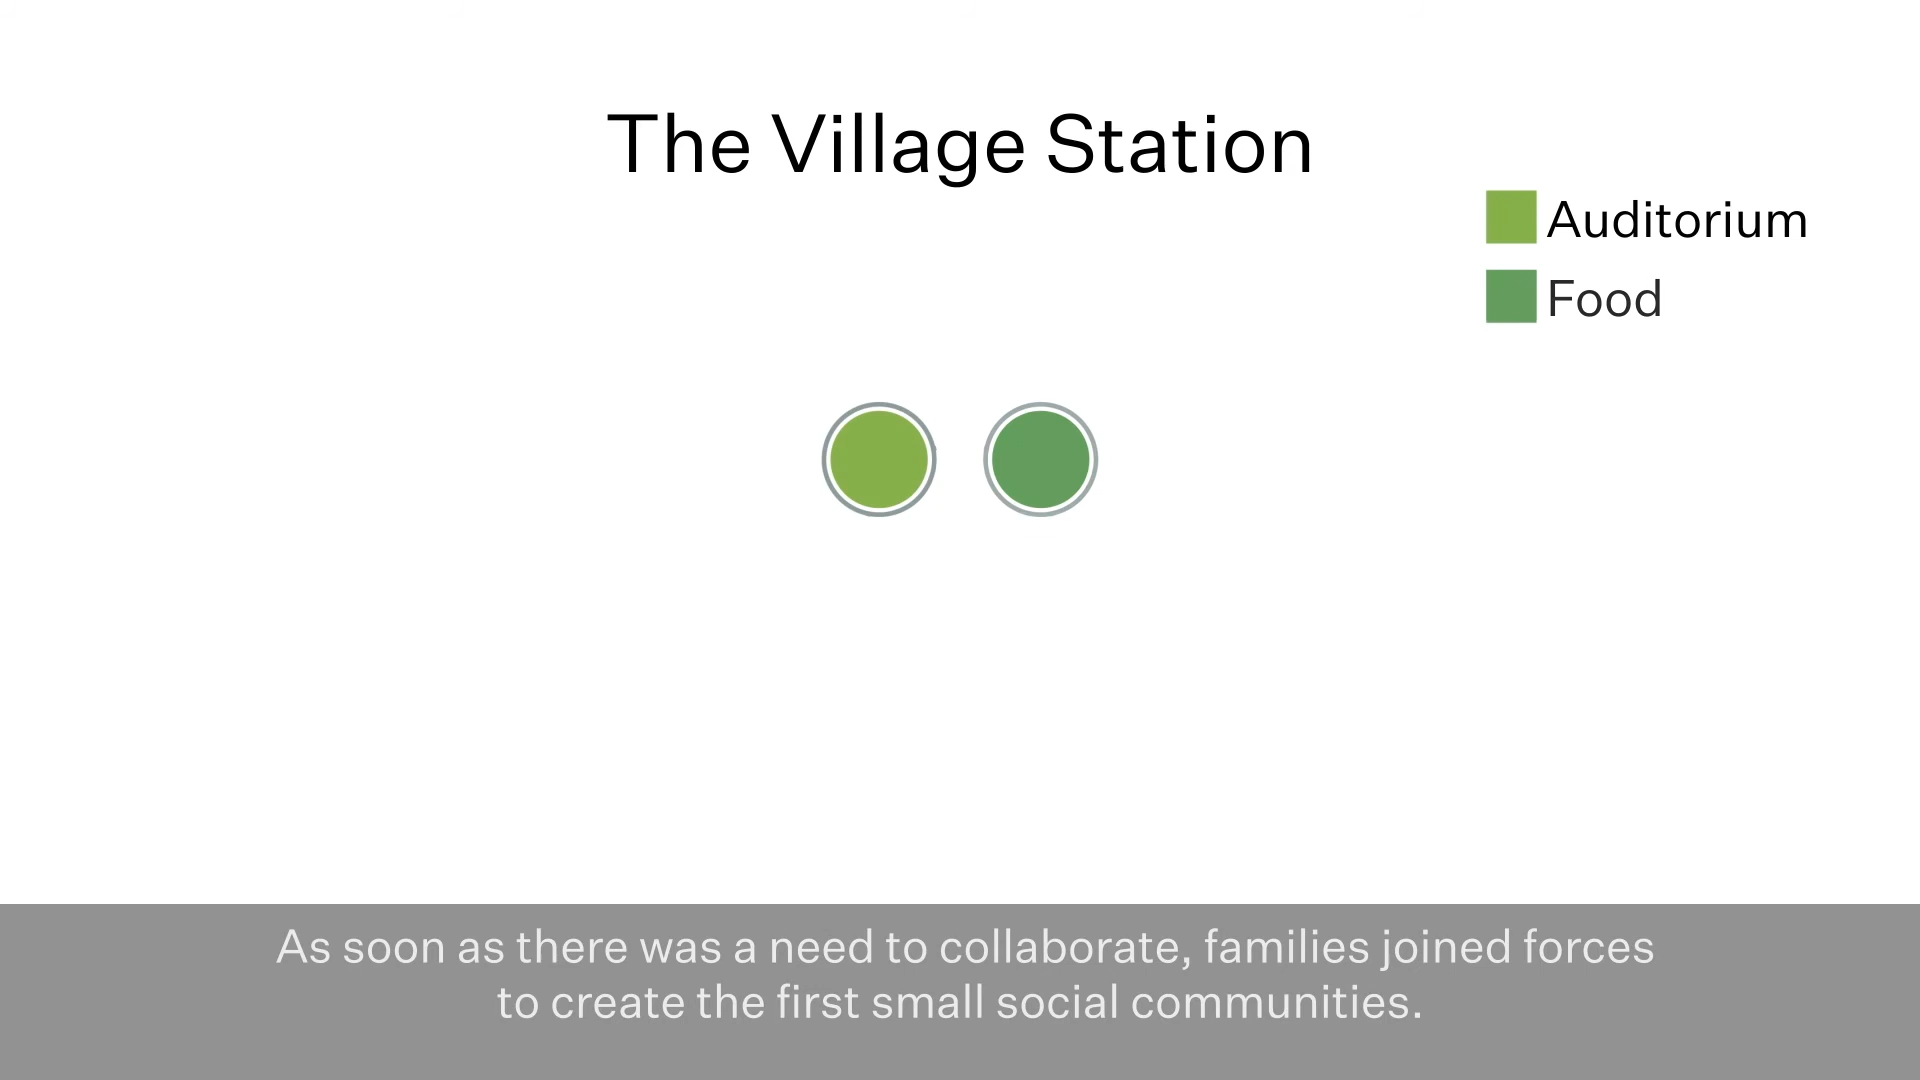 The Village Station
Auditorium
Food
As soon as there was a need to collaborate, families joined forces
to create the first small social communities.